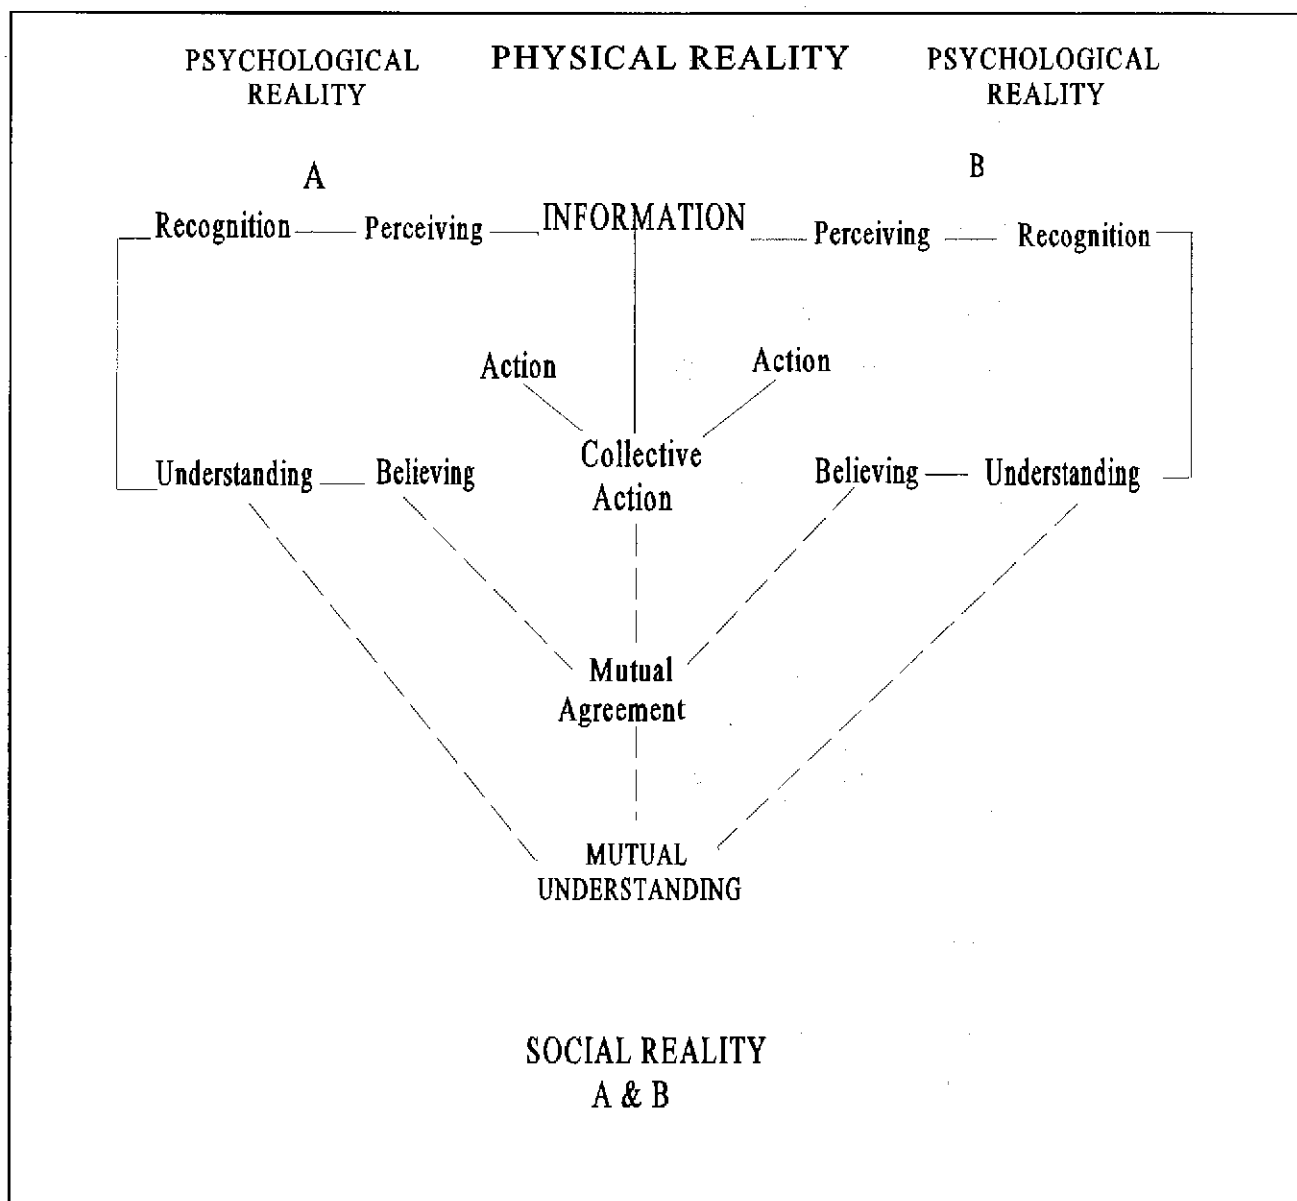 PSYCHOLOGICAL REALITY
PHYSICAL REALITY
PSYCHOLOGICAL REALITY
A
B
Recognition
Perceiving
INFORMATION
Perceiving
Recognition
Action
Action
Collective
Action
Understanding
Believing
Believing
Understanding
Mutual
Agreement
MUTUAL
UNDERSTANDING
SOCIAL REALITY
A & B